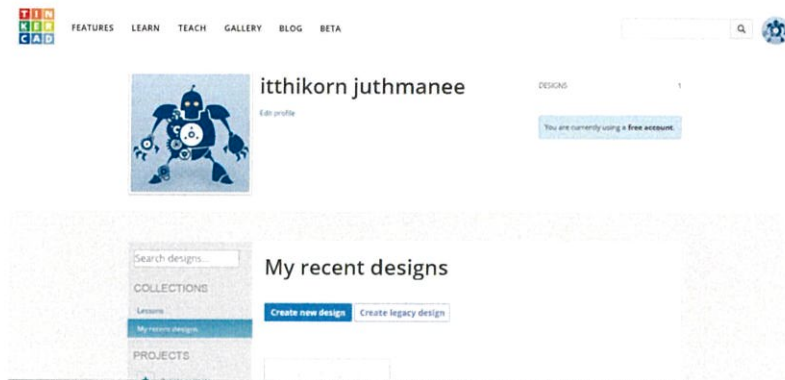 TIN
KER
CAD
FEATURES LEARN TEACH GALLERY BLOG BETA
itthikorn juthmanee
Edit profile
DESIGNS 1
You are currently using a free account.
Search designs...
COLLECTIONS
Lessons
My recent designs
PROJECTS
My recent designs
Create new design Create legacy design